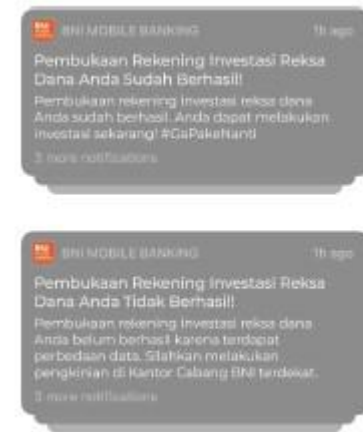 BNI MOBILE BANKING 1h ago
Pembukaan Rekening Investasi Reksa
Dana Anda Sudah Berhasil!
Pembukaan rekening investasi reksa dana
Anda sudah berhasil. Anda dapat melakukan
investasi sekarang! #GaPakeNanti
3 more notifications
BNI MOBILE BANKING 1h ago
Pembukaan Rekening Investasi Reksa
Dana Anda Tidak Berhasil!
Pembukaan rekening investasi reksa dana
Anda belum berhasil karena terdapat
perbedaan data. Silahkan melakukan
pengkinian di Kantor Cabang BNI terdekat.
3 more notifications